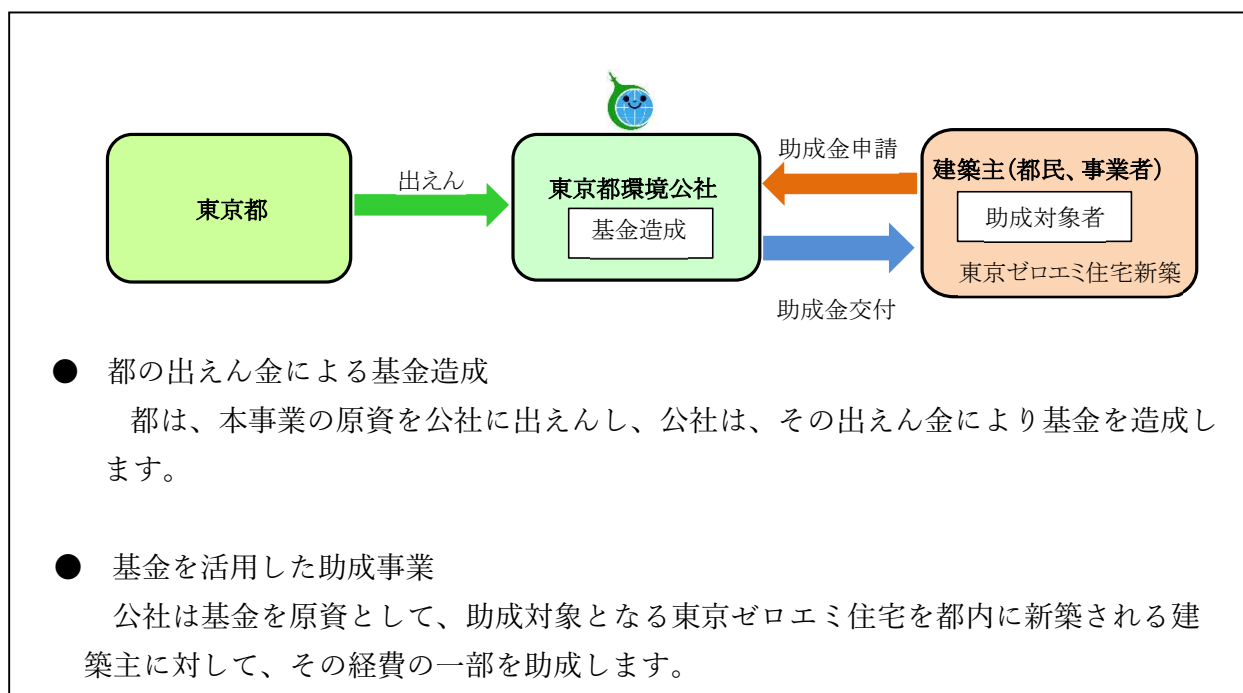 助成金申請
出えん
東京都
東京都環境公社
基金造成
建築主(都民、事業者)
助成対象者
東京ゼロエミ住宅新築
助成金交付
● 都の出えん金による基金造成
都は、本事業の原資を公社に出えんし、公社は、その出えん金により基金を造成し
ます。
● 基金を活用した助成事業
公社は基金を原資として、助成対象となる東京ゼロエミ住宅を都内に新築される建
築主に対して、その経費の一部を助成します。